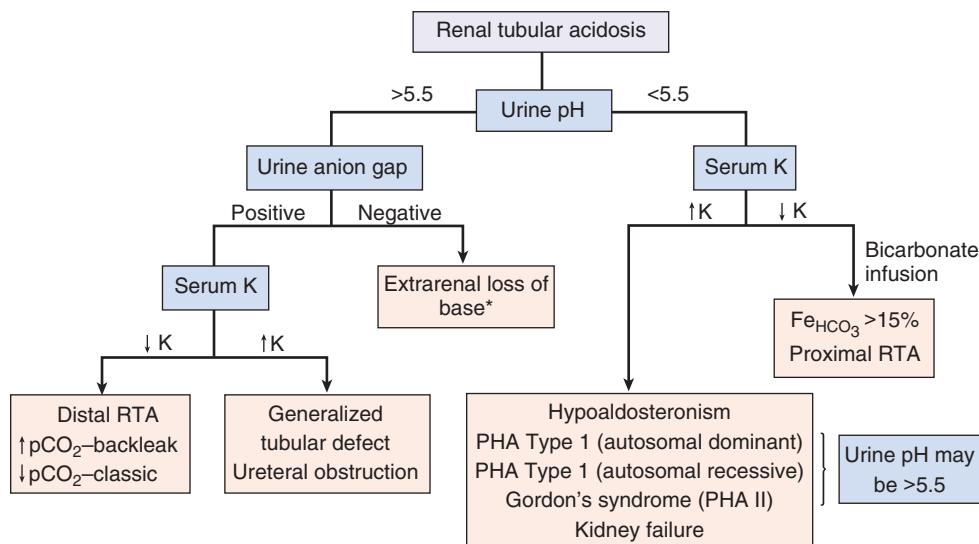 Renal tubular acidosis
>5.5
Urine pH
<5.5
Urine anion gap
Serum K
Positive
Negative
↑K
↓ K
Bicarbonate
infusion
Serum K
Extrarenal loss of
base*
Fe_HCO₃ >15%
Proximal RTA
↓ K
↑K
Distal RTA
↑pCO₂–backleak
↓pCO₂–classic
Generalized
tubular defect
Ureteral obstruction
Hypoaldosteronism
PHA Type 1 (autosomal dominant)
PHA Type 1 (autosomal recessive)
Gordon's syndrome (PHA II)
Kidney failure
Urine pH may
be >5.5